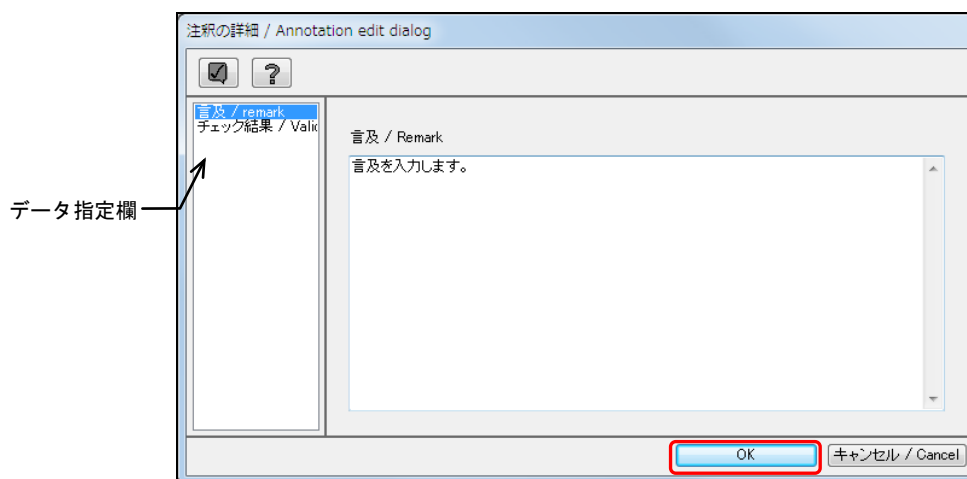 注釈の詳細 / Annotation edit dialog
?
言及 / remark
チェック結果 / Valid
言及 / Remark
言及を入力します。
データ指定欄
OK
キャンセル / Cancel